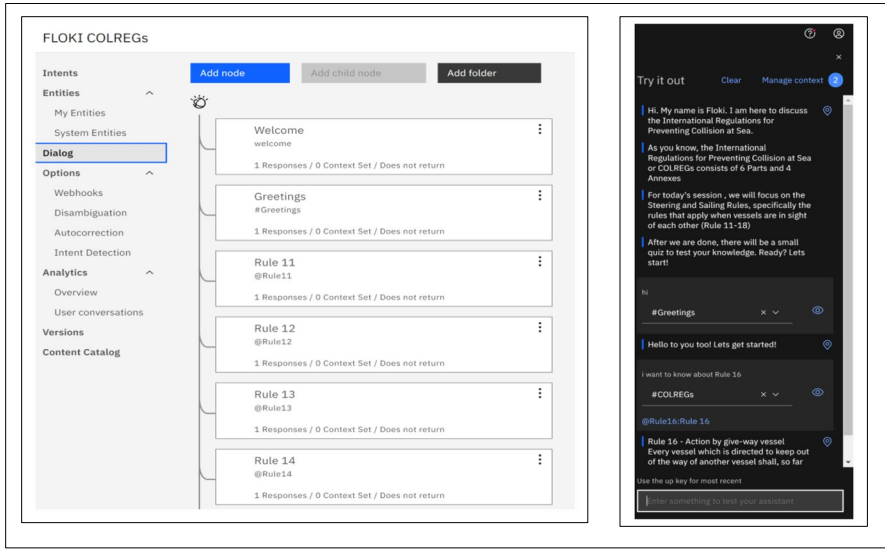 FLOKI COLREGs
Intents
Entities
My Entities
System Entities
Dialog
Options
Webhooks
Disambiguation
Autocorrection
Intent Detection
Analytics
Overview
User conversations
Versions
Content Catalog
Add node
Add child node
Add folder
Welcome
welcome
1 Responses / 0 Context Set / Does not return
Greetings
#Greetings
1 Responses / 0 Context Set / Does not return
Rule 11
@Rule11
1 Responses / 0 Context Set / Does not return
Rule 12
@Rule12
1 Responses / 0 Context Set / Does not return
Rule 13
@Rule13
1 Responses / 0 Context Set / Does not return
Rule 14
@Rule14
1 Responses / 0 Context Set / Does not return
Try it out
Clear
Manage context 2
Hi. My name is Floki. I am here to discuss
the International Regulations for
Preventing Collision at Sea.
As you know, the International
Regulations for Preventing Collision at Sea
or COLREGs consists of 6 Parts and 4
Annexes
For today's session , we will focus on the
Steering and Sailing Rules, specifically the
rules that apply when vessels are in sight
of each other (Rule 11-18)
After we are done, there will be a small
quiz to test your knowledge. Ready? Lets
start!
hi
#Greetings
Hello to you too! Lets get started!
i want to know about Rule 16
#COLREGs
@Rule16:Rule 16
Rule 16 - Action by give-way vessel
Every vessel which is directed to keep out
of the way of another vessel shall, so far
Use the up key for most recent
Enter something to test your assistant